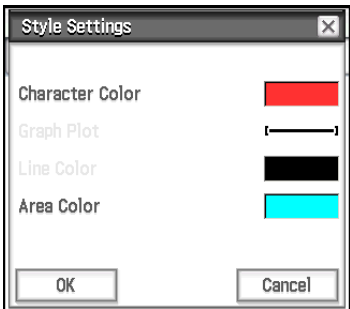 Style Settings
Character Color
Graph Plot
Line Color
Area Color
OK Cancel